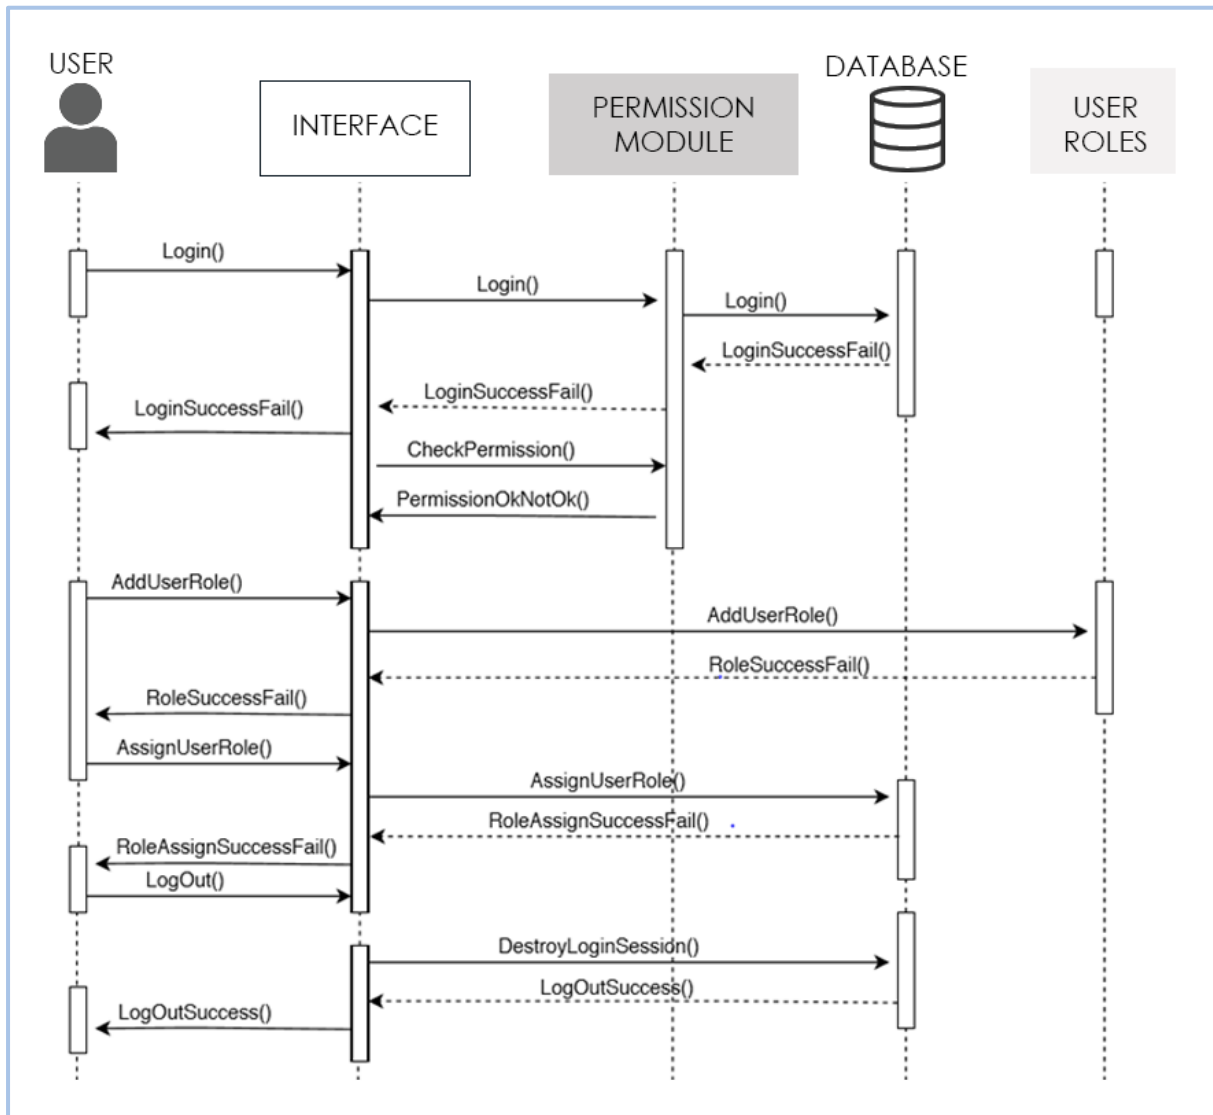 USER
INTERFACE
PERMISSION
MODULE
DATABASE
USER
ROLES
Login()
Login()
Login()
LoginSuccessFail()
LoginSuccessFail()
LoginSuccessFail()
CheckPermission()
PermissionOkNotOk()
AddUserRole()
AddUserRole()
RoleSuccessFail()
RoleSuccessFail()
AssignUserRole()
AssignUserRole()
RoleAssignSuccessFail()
RoleAssignSuccessFail()
LogOut()
DestroyLoginSession()
LogOutSuccess()
LogOutSuccess()